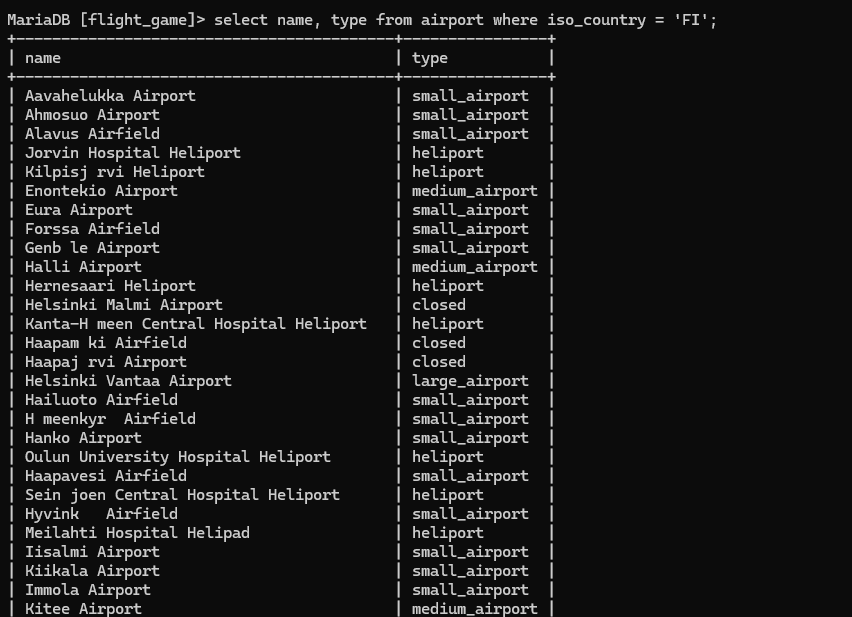 MariaDB [flight_game]> select name, type from airport where iso_country = 'FI';
+------------------------------------------+----------------+
| name                                     | type           |
+------------------------------------------+----------------+
| Aavahelukka Airport                      | small_airport  |
| Ahmosuo Airport                          | small_airport  |
| Alavus Airfield                          | small_airport  |
| Jorvin Hospital Heliport                 | heliport       |
| Kilpisj rvi Heliport                     | heliport       |
| Enontekio Airport                        | medium_airport |
| Eura Airport                             | small_airport  |
| Forssa Airfield                          | small_airport  |
| Genb le Airport                          | small_airport  |
| Halli Airport                            | medium_airport |
| Hernesaari Heliport                      | heliport       |
| Helsinki Malmi Airport                   | closed         |
| Kanta-H meen Central Hospital Heliport   | heliport       |
| Haapam ki Airfield                       | closed         |
| Haapaj rvi Airport                       | closed         |
| Helsinki Vantaa Airport                  | large_airport  |
| Hailuoto Airfield                        | small_airport  |
| H meenkyr  Airfield                      | small_airport  |
| Hanko Airport                            | small_airport  |
| Oulun University Hospital Heliport       | heliport       |
| Haapavesi Airfield                       | small_airport  |
| Sein joen Central Hospital Heliport      | heliport       |
| Hyvink   Airfield                        | small_airport  |
| Meilahti Hospital Helipad                | heliport       |
| Iisalmi Airport                          | small_airport  |
| Kiikala Airport                          | small_airport  |
| Immola Airport                           | small_airport  |
| Kitee Airport                            | medium_airport |